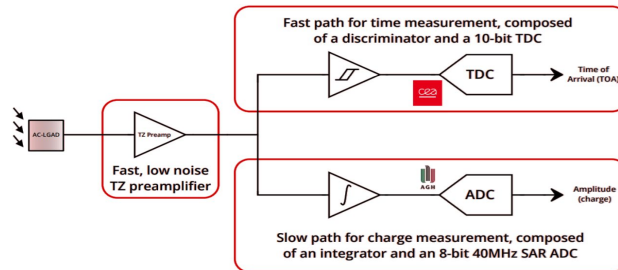 Fast path for time measurement, composed
of a discriminator and a 10-bit TDC
TDC
Time of
Arrival (TOA)
cea
AC-LGAD
TZ Preamp
Fast, low noise
TZ preamplifier
AGH
ADC
Amplitude
(charge)
Slow path for charge measurement, composed
of an integrator and an 8-bit 40MHz SAR ADC